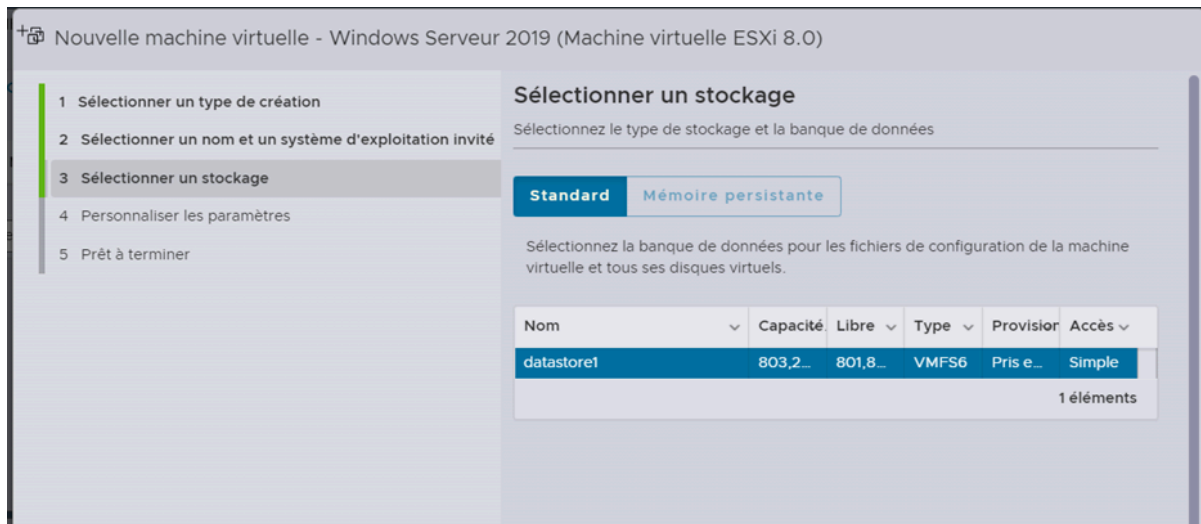 Nouvelle machine virtuelle - Windows Serveur 2019 (Machine virtuelle ESXi 8.0)
1 Sélectionner un type de création
2 Sélectionner un nom et un système d'exploitation invité
3 Sélectionner un stockage
4 Personnaliser les paramètres
5 Prêt à terminer
Sélectionner un stockage
Sélectionnez le type de stockage et la banque de données
Standard Mémoire persistante
Sélectionnez la banque de données pour les fichiers de configuration de la machine
virtuelle et tous ses disques virtuels.
Nom Capacité Libre Type Provision Accès
datastore1 803,2... 801,8... VMFS6 Pris e... Simple
1 éléments